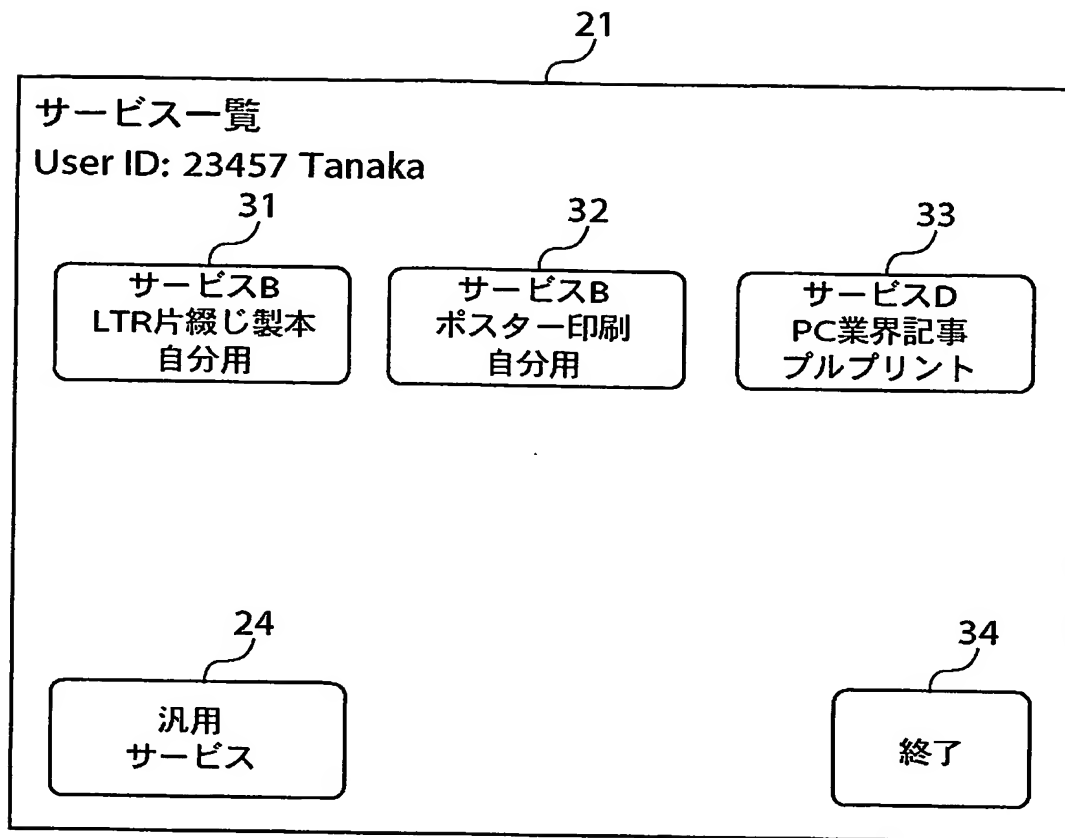 21
サービス一覧
User ID: 23457 Tanaka
31
32
33
サービスB
LTR片綴じ製本
自分用
サービスB
ポスター印刷
自分用
サービスD
PC業界記事
プルプリント
24
34
汎用
サービス
終了